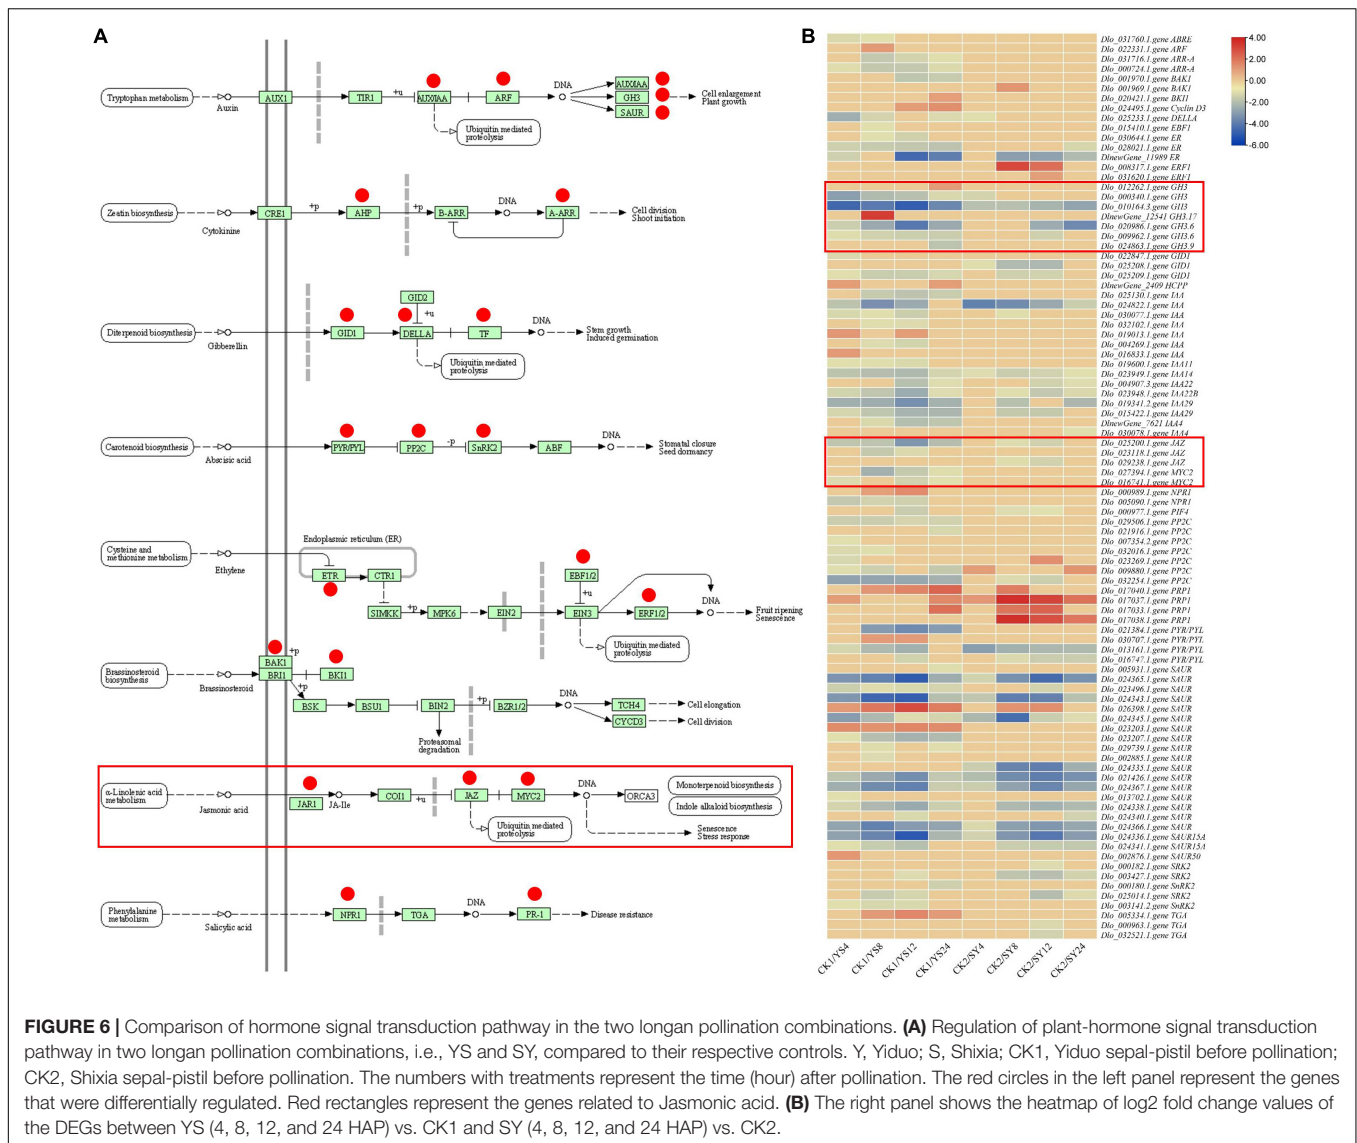 A
Tryptophan metabolism
Auxin
AUX1
TIR1
+u
AUX/IAA
ARF
DNA
AUX/IAA
GH3
SAUR
Cell enlargement
Plant growth
Ubiquitin mediated
proteolysis
Zeatin biosynthesis
Cytokinine
CRE1
+p
AHP
+p
B-ARR
DNA
A-ARR
Cell division
Shoot initiation
Diterpenoid biosynthesis
Gibberellin
GID2
+u
GID1
DELLA
TF
DNA
Stem growth
Induced germination
Ubiquitin mediated
proteolysis
Carotenoid biosynthesis
Abscisic acid
PYR/PYL
PP2C
-p
SnRK2
ABF
DNA
Stomatal closure
Seed dormancy
Cysteine and
methionine metabolism
Ethylene
Endoplasmic reticulum (ER)
ETR
CTR1
SIMKK
+p
MPK6
EIN2
EBF1/2
+u
EIN3
ERF1/2
DNA
Fruit ripening
Senescence
Ubiquitin mediated
proteolysis
Brassinosteroid
biosynthesis
Brassinosteroid
BAK1
+p
BRI1
BKI1
+p
BSK
BSU1
BIN2
+p
BZR1/2
DNA
TCH4
CYCD3
Cell elongation
Cell division
Proteasomal
degradation
α-Linolenic acid
metabolism
Jasmonic acid
JAR1
JA-Ile
COI1
+u
JAZ
MYC2
DNA
ORCA3
Monoterpenoid biosynthesis
Indole alkaloid biosynthesis
Ubiquitin mediated
proteolysis
Senescence
Stress response
Phenylalanine
metabolism
Salicylic acid
NPR1
TGA
DNA
PR-1
Disease resistance
B
Dlo_031760.1.gene ABRE
Dlo_022331.1.gene ARF
Dlo_031716.1.gene ARR-A
Dlo_000724.1.gene ARR-A
Dlo_001970.1.gene BAK1
Dlo_001969.1.gene BAK1
Dlo_020421.1.gene BKI1
Dlo_024495.1.gene Cyclin D3
Dlo_025233.1.gene DELLA
Dlo_015410.1.gene EBF1
Dlo_030644.1.gene ER
Dlo_028021.1.gene ER
DlnewGene_11989 ER
Dlo_008317.1.gene ERF1
Dlo_031620.1.gene ERF1
Dlo_012262.1.gene GH3
Dlo_000340.1.gene GH3
Dlo_010164.3.gene GH3
DlnewGene_12541 GH3.17
Dlo_020986.1.gene GH3.6
Dlo_009962.1.gene GH3.6
Dlo_024863.1.gene GH3.9
Dlo_022847.1.gene GID1
Dlo_025208.1.gene GID1
Dlo_025209.1.gene GID1
DlnewGene_2409 HCPP
Dlo_025130.1.gene IAA
Dlo_024822.1.gene IAA
Dlo_030077.1.gene IAA
Dlo_032102.1.gene IAA
Dlo_019013.1.gene IAA
Dlo_004269.1.gene IAA
Dlo_016833.1.gene IAA
Dlo_019600.1.gene IAA11
Dlo_023949.1.gene IAA14
Dlo_004907.3.gene IAA22
Dlo_023948.1.gene IAA22B
Dlo_019341.2.gene IAA29
Dlo_015422.1.gene IAA29
DlnewGene_7621 IAA4
Dlo_030078.1.gene IAA4
Dlo_025200.1.gene JAZ
Dlo_023118.1.gene JAZ
Dlo_029238.1.gene JAZ
Dlo_027394.1.gene MYC2
Dlo_016741.1.gene MYC2
Dlo_000989.1.gene NPR1
Dlo_005090.1.gene NPR1
Dlo_000977.1.gene PIF4
Dlo_029506.1.gene PP2C
Dlo_021916.1.gene PP2C
Dlo_007354.2.gene PP2C
Dlo_032016.1.gene PP2C
Dlo_023269.1.gene PP2C
Dlo_009880.1.gene PP2C
Dlo_032254.1.gene PP2C
Dlo_017040.1.gene PRP1
Dlo_017037.1.gene PRP1
Dlo_017033.1.gene PRP1
Dlo_017038.1.gene PRP1
Dlo_021384.1.gene PYR/PYL
Dlo_030707.1.gene PYR/PYL
Dlo_013161.1.gene PYR/PYL
Dlo_016747.1.gene PYR/PYL
Dlo_005931.1.gene SAUR
Dlo_024365.1.gene SAUR
Dlo_023496.1.gene SAUR
Dlo_024343.1.gene SAUR
Dlo_026398.1.gene SAUR
Dlo_024345.1.gene SAUR
Dlo_023203.1.gene SAUR
Dlo_023207.1.gene SAUR
Dlo_029739.1.gene SAUR
Dlo_002885.1.gene SAUR
Dlo_024335.1.gene SAUR
Dlo_021426.1.gene SAUR
Dlo_024367.1.gene SAUR
Dlo_013702.1.gene SAUR
Dlo_024338.1.gene SAUR
Dlo_024340.1.gene SAUR
Dlo_024366.1.gene SAUR
Dlo_024336.1.gene SAUR15A
Dlo_024341.1.gene SAUR15A
Dlo_002876.1.gene SAUR50
Dlo_000182.1.gene SRK2
Dlo_003427.1.gene SRK2
Dlo_000180.1.gene SnRK2
Dlo_025014.1.gene SRK2
Dlo_003141.2.gene SnRK2
Dlo_005334.1.gene TGA
Dlo_000963.1.gene TGA
Dlo_032521.1.gene TGA
4.00
2.00
0.00
-2.00
-4.00
-6.00
CK1/YS4
CK1/YS8
CK1/YS12
CK1/YS24
CK2/SY4
CK2/SY8
CK2/SY12
CK2/SY24
FIGURE 6 | Comparison of hormone signal transduction pathway in the two longan pollination combinations. (A) Regulation of plant-hormone signal transduction
pathway in two longan pollination combinations, i.e., YS and SY, compared to their respective controls. Y, Yiduo; S, Shixia; CK1, Yiduo sepal-pistil before pollination;
CK2, Shixia sepal-pistil before pollination. The numbers with treatments represent the time (hour) after pollination. The red circles in the left panel represent the genes
that were differentially regulated. Red rectangles represent the genes related to Jasmonic acid. (B) The right panel shows the heatmap of log2 fold change values of
the DEGs between YS (4, 8, 12, and 24 HAP) vs. CK1 and SY (4, 8, 12, and 24 HAP) vs. CK2.